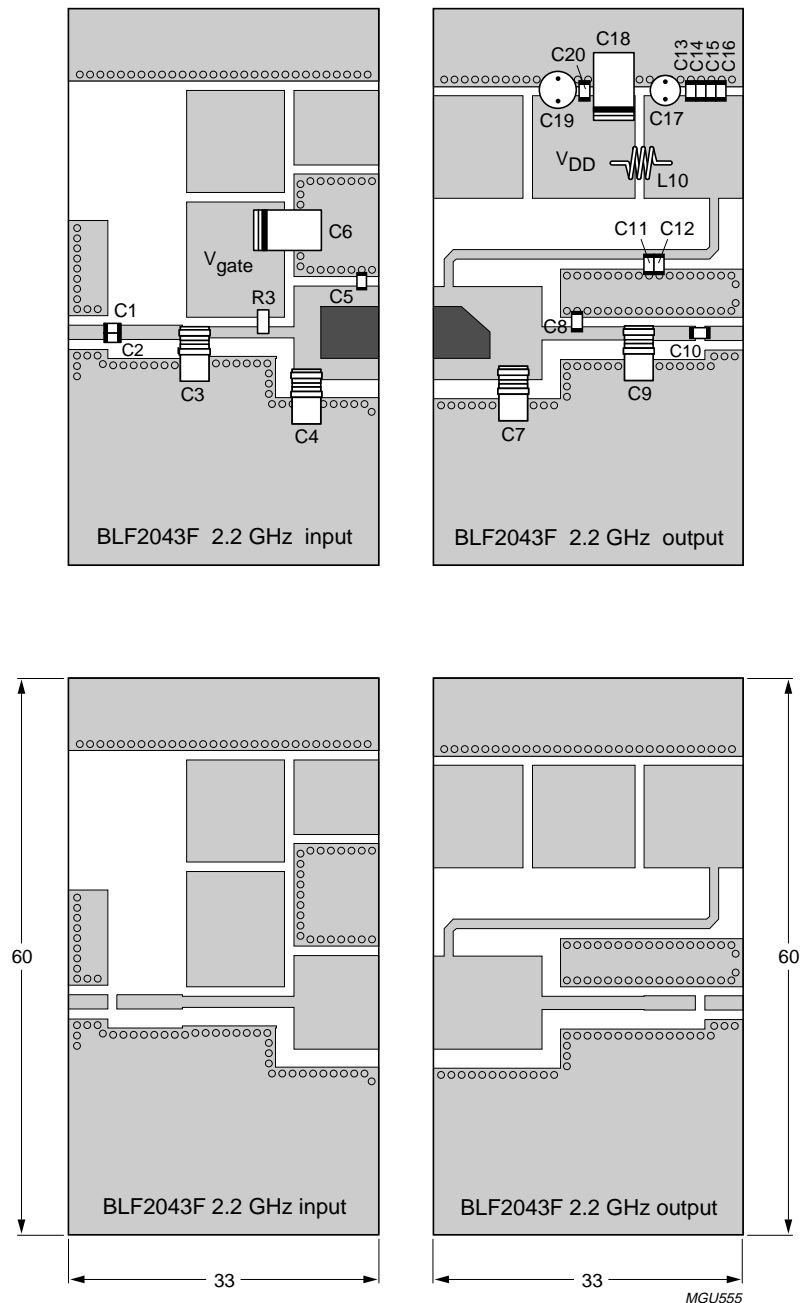 C18
C20
C13
C14
C15
C16
C19
C17
VDD
L10
C6
C11
C12
Vgate
C5
C1
R3
C8
C2
C10
C3
C9
C4
C7
BLF2043F 2.2 GHz input
BLF2043F 2.2 GHz output
60
60
BLF2043F 2.2 GHz input
BLF2043F 2.2 GHz output
33
33
MGU555